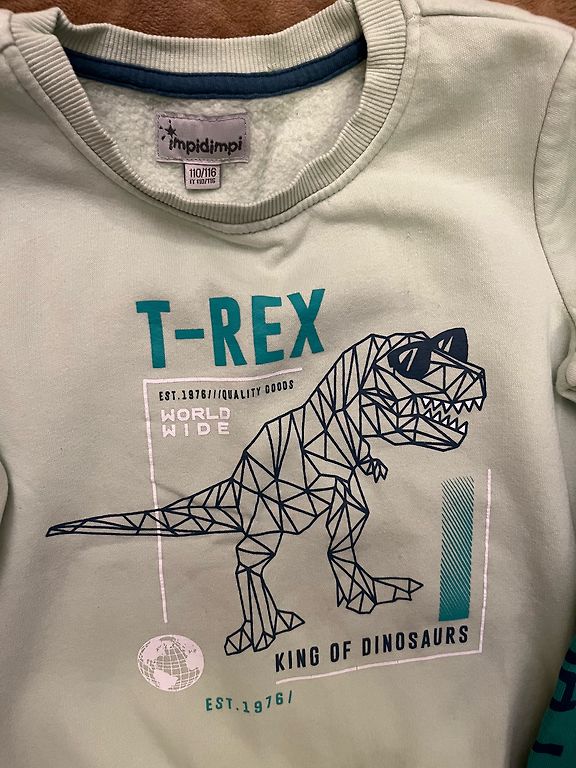 impidimpi
110/116
T-REX
EST.1976///QUALITY GOODS
WORLD
WIDE
KING OF DINOSAURS
EST.1976/